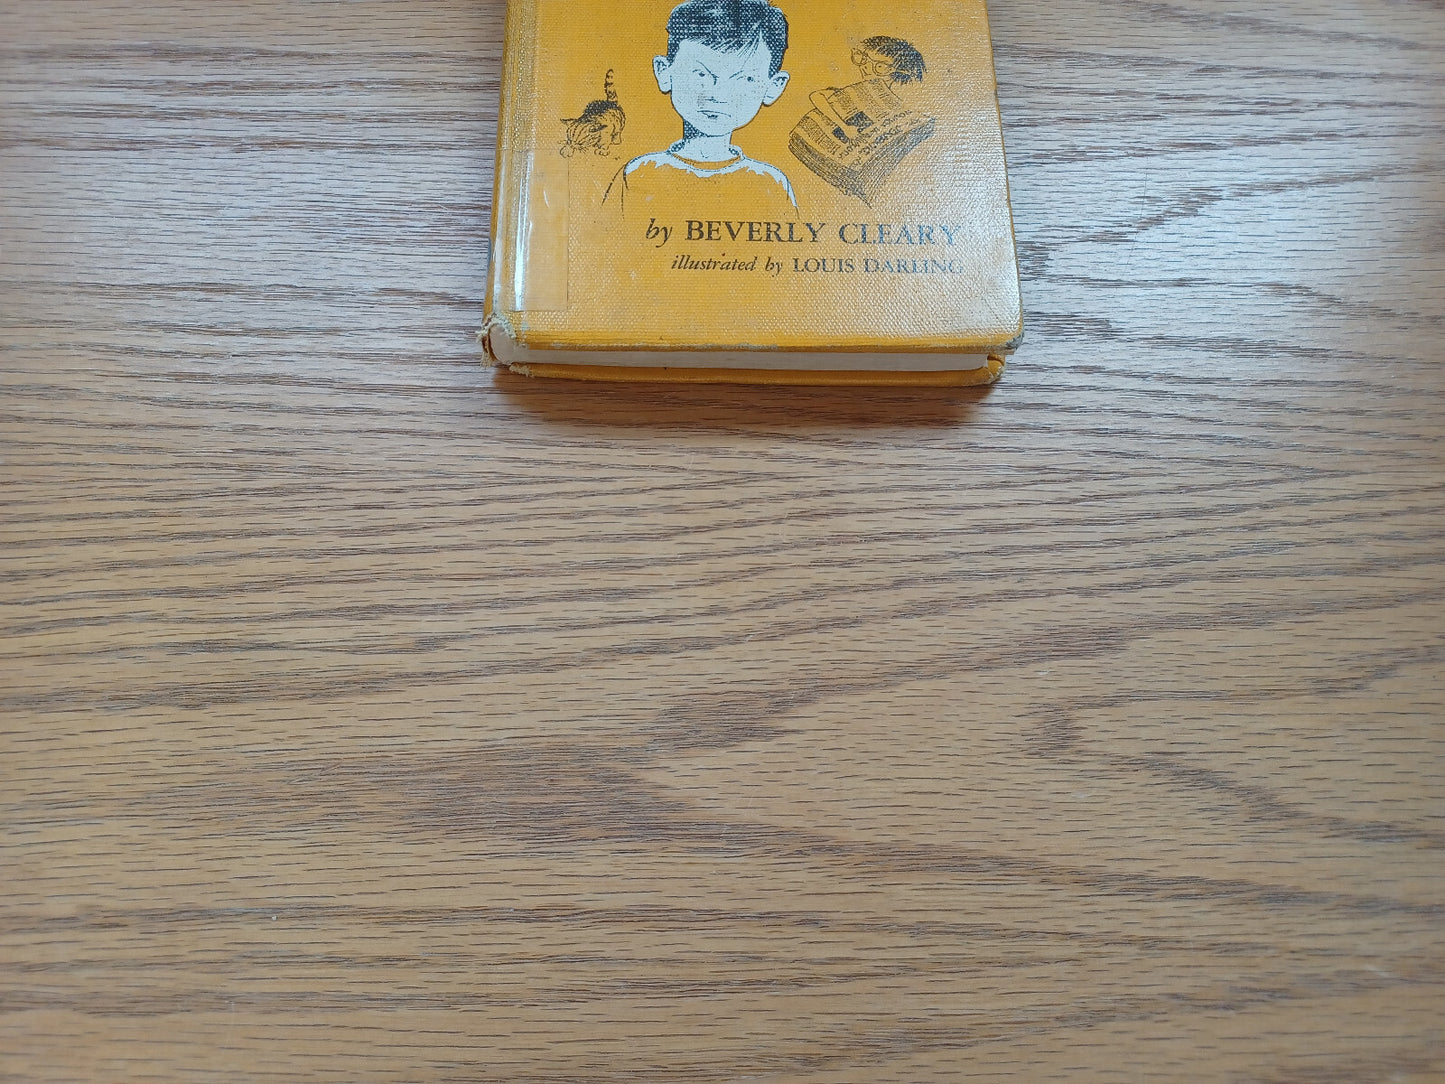 by BEVERLY CLEARY
illustrated by LOUIS DARLING